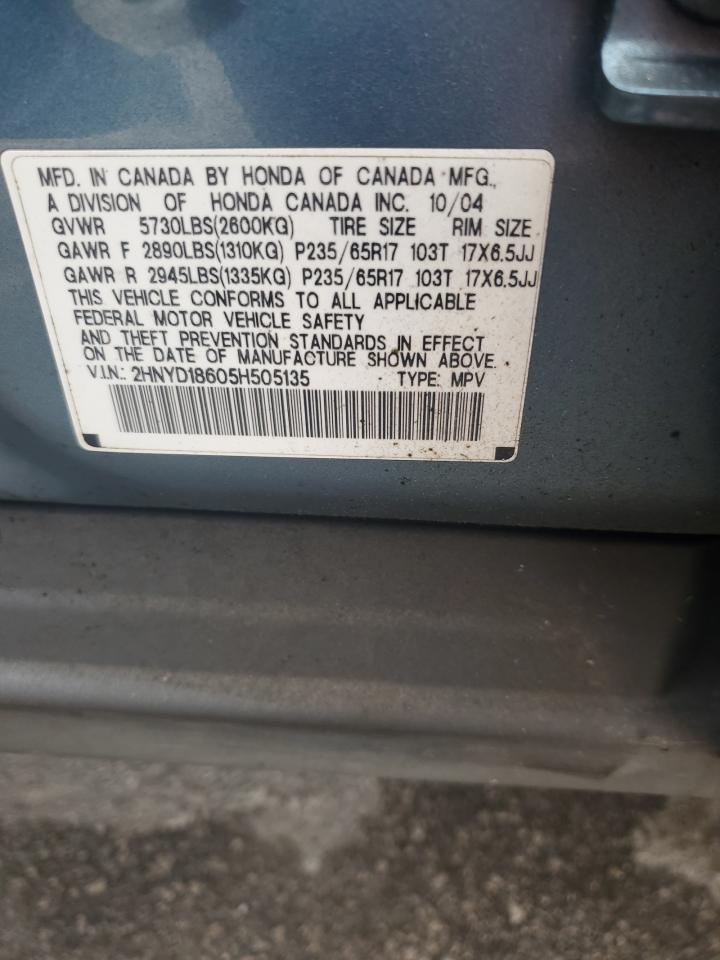 MFD. IN CANADA BY HONDA OF CANADA MFG.,
A DIVISION OF HONDA CANADA INC. 10/04
GVWR 5730LBS(2600KG) TIRE SIZE RIM SIZE
GAWR F 2890LBS(1310KG) P235/65R17 103T 17X6.5JJ
GAWR R 2945LBS(1335KG) P235/65R17 103T 17X6.5JJ
THIS VEHICLE CONFORMS TO ALL APPLICABLE
FEDERAL MOTOR VEHICLE SAFETY
AND THEFT PREVENTION STANDARDS IN EFFECT
ON THE DATE OF MANUFACTURE SHOWN ABOVE.
V.I.N.: 2HNYD18605H505135 TYPE: MPV